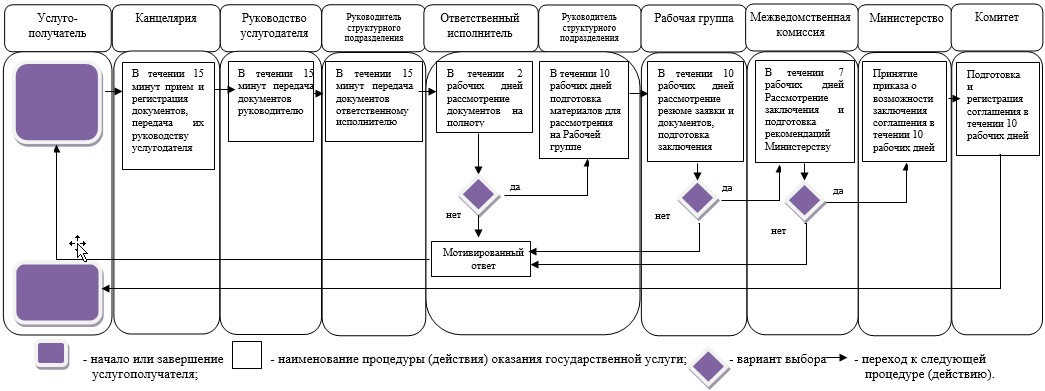 Услуго-
получатель
Канцелярия
Руководство
услугодателя
Руководитель
структурного
подразделения
Ответственный
исполнитель
Руководитель
структурного
подразделения
Рабочая группа
Межведомственная
комиссия
Министерство
Комитет
В течении 15
минут прием и
регистрация
документов,
передача их
руководству
услугодателя
В течении 15
минут передача
документов
руководителю
В течении 15
минут передача
документов
ответственному
исполнителю
В течении 2
рабочих дней
рассмотрение
документов на
полноту
В течении 10
рабочих дней
подготовка
материалов для
рассмотрения
на Рабочей
группе
В течении 10
рабочих дней
рассмотрение
резюме заявки и
документов,
подготовка
заключения
В течении 7
рабочих дней
Рассмотрение
заключения и
подготовка
рекомендаций
Министерству
Принятие
приказа о
возможности
заключения
соглашения в
течении 10
рабочих дней
Подготовка
и
регистрация
соглашения в
течении 10
рабочих дней
да
да
да
нет
нет
нет
Мотивированный
ответ
- начало или завершение
услугополучателя;
- наименование процедуры (действия) оказания государственной услуги;
- вариант выбора
- переход к следующей
процедуре (действию).